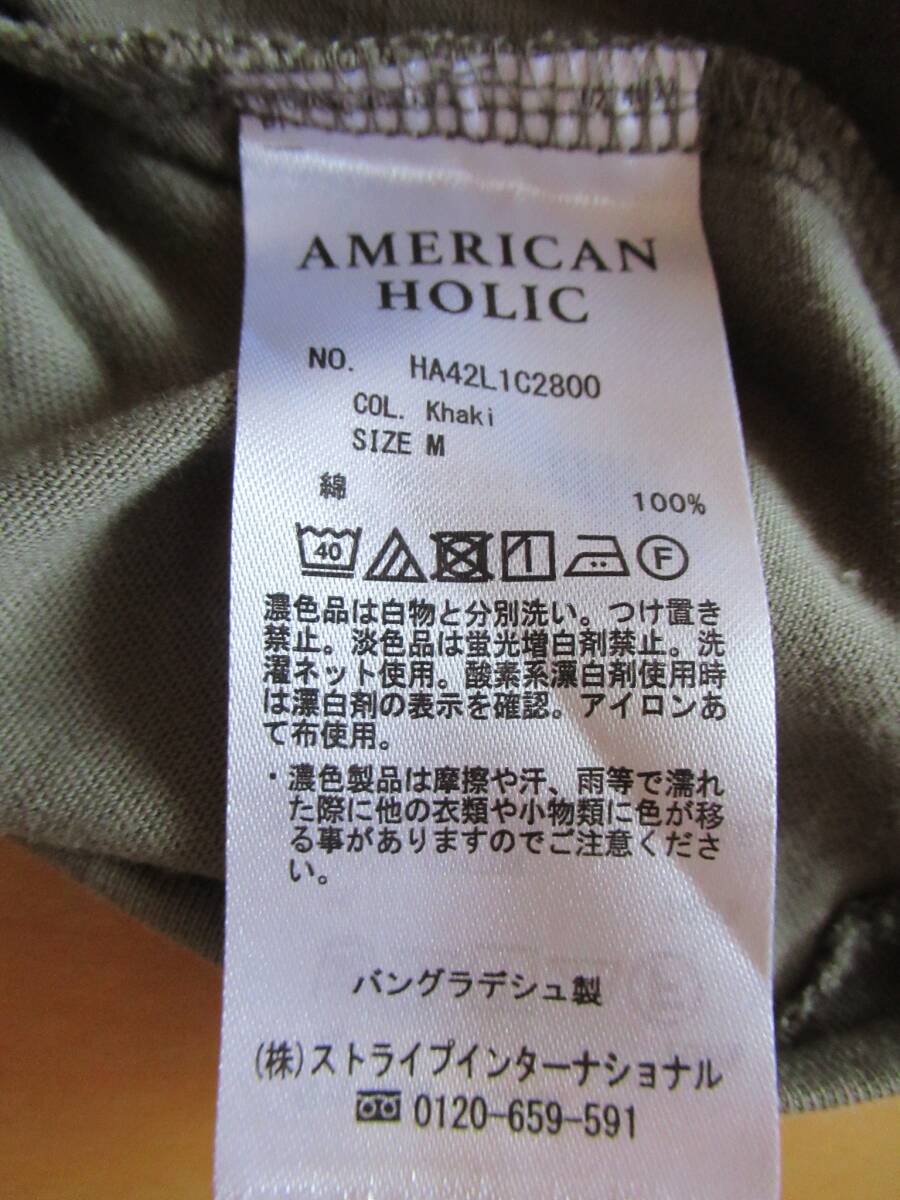 AMERICAN
HOLIC
NO. HA42L1C2800
COL. Khaki
SIZE M
綿 100%
40 F
濃色品は白物と分別洗い。つけ置き
禁止。淡色品は蛍光増白剤禁止。洗
濯ネット使用。酸素系漂白剤使用時
は漂白剤の表示を確認。アイロンあ
て布使用。
・濃色製品は摩擦や汗、雨等で濡れ
た際に他の衣類や小物類に色が移
る事がありますのでご注意くださ
い。
バングラデシュ製
(株)ストライプインターナショナル
0120-659-591